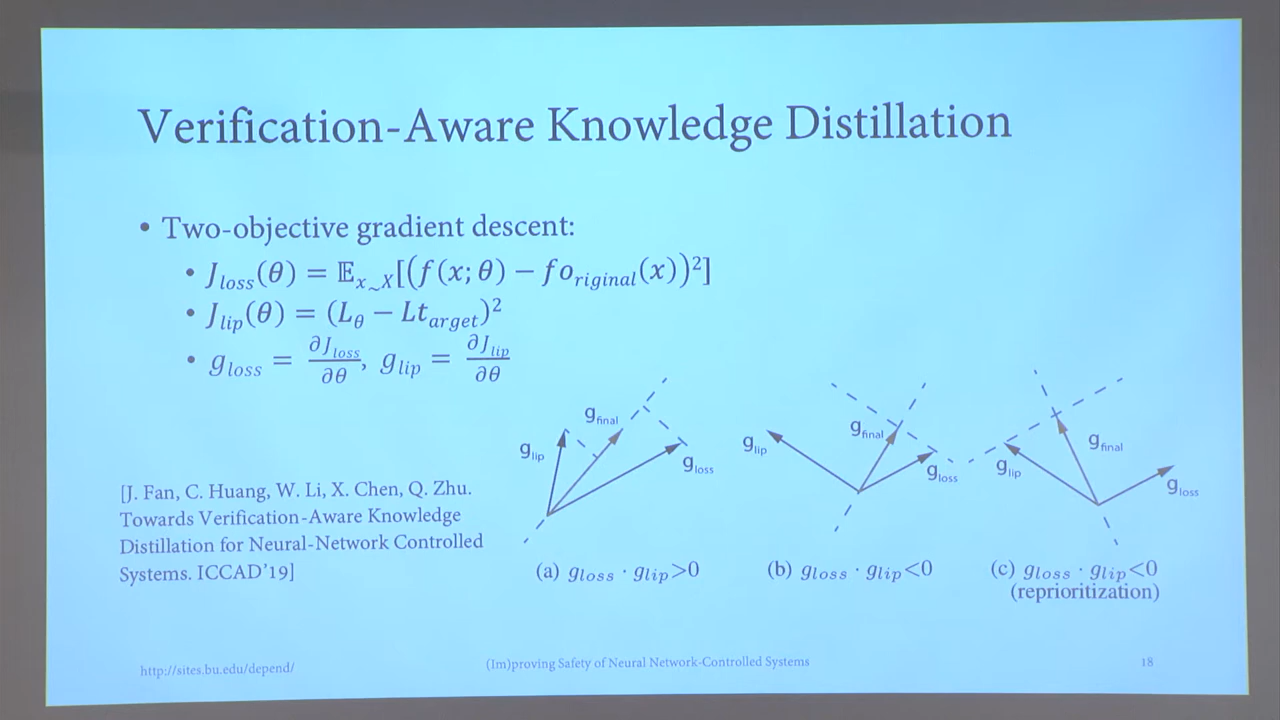 Verification-Aware Knowledge Distillation
• Two-objective gradient descent:
• J_loss(θ) = 𝔼_x~X[(f(x; θ) − fo_riginal(x))²]
• J_lip(θ) = (L_θ − Lt_arget)²
• g_loss = ∂J_loss/∂θ, g_lip = ∂J_lip/∂θ
g_lip
g_final
g_loss
g_lip
g_final
g_loss
g_lip
g_final
g_loss
(a) g_loss · g_lip>0
(b) g_loss · g_lip<0
(c) g_loss · g_lip<0
(reprioritization)
[J. Fan, C. Huang, W. Li, X. Chen, Q. Zhu.
Towards Verification-Aware Knowledge
Distillation for Neural-Network Controlled
Systems. ICCAD'19]
http://sites.bu.edu/depend/
(Im)proving Safety of Neural Network-Controlled Systems
18